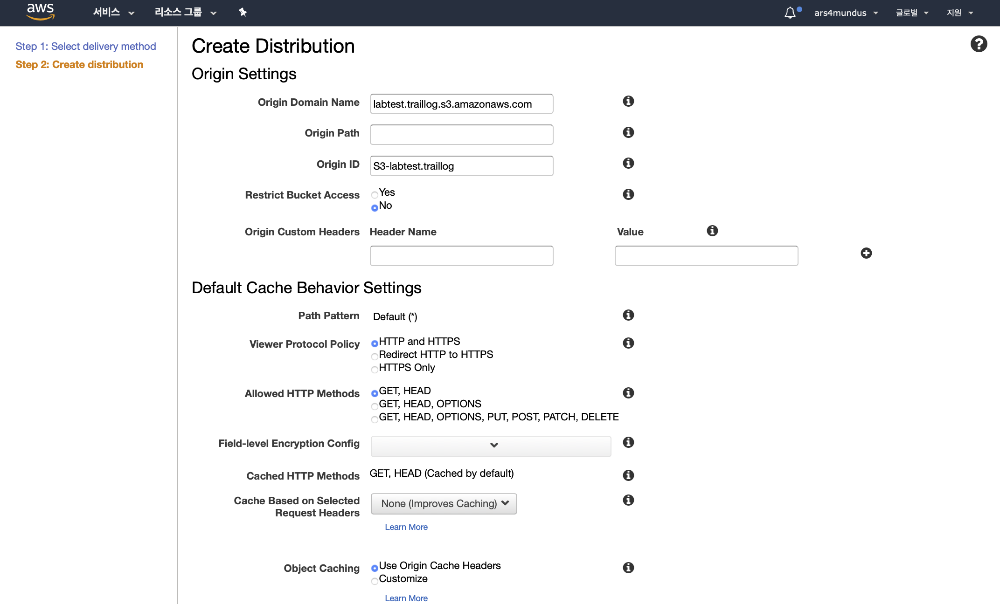 aws 서비스 리소스 그룹 ars4mundus 글로벌 지원
Step 1: Select delivery method
Step 2: Create distribution
Create Distribution
Origin Settings
Origin Domain Name labtest.traillog.s3.amazonaws.com
Origin Path
Origin ID S3-labtest.traillog
Restrict Bucket Access Yes
No
Origin Custom Headers Header Name Value
Default Cache Behavior Settings
Path Pattern Default (*)
Viewer Protocol Policy HTTP and HTTPS
Redirect HTTP to HTTPS
HTTPS Only
Allowed HTTP Methods GET, HEAD
GET, HEAD, OPTIONS
GET, HEAD, OPTIONS, PUT, POST, PATCH, DELETE
Field-level Encryption Config
Cached HTTP Methods GET, HEAD (Cached by default)
Cache Based on Selected
Request Headers
None (Improves Caching)
Learn More
Object Caching Use Origin Cache Headers
Customize
Learn More